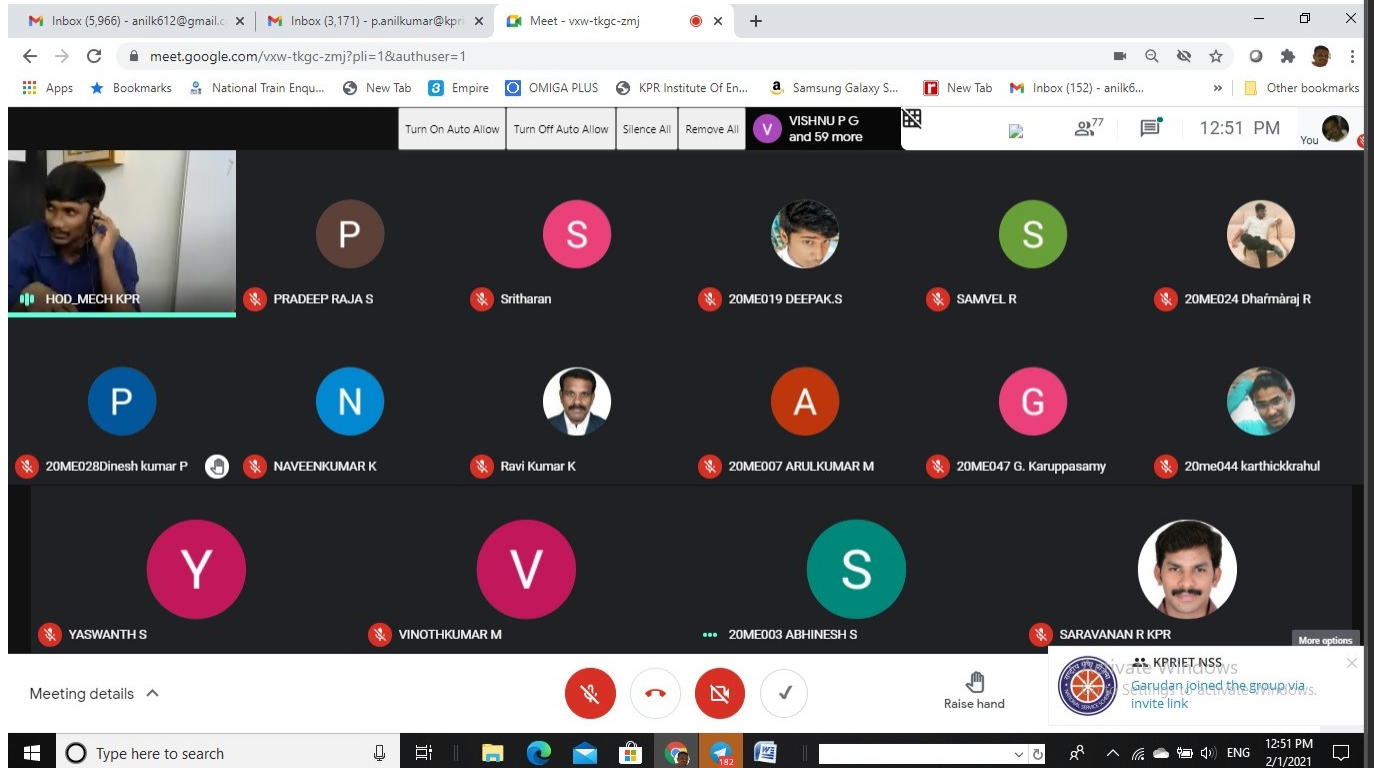 Inbox (5,966) - anilk612@gmail.c
Inbox (3,171) - p.anilkumar@kpri
Meet - vxw-tkgc-zmj
meet.google.com/vxw-tkgc-zmj?pli=1&authuser=1
Apps
Bookmarks
National Train Enqu...
New Tab
Empire
OMIGA PLUS
KPR Institute Of En...
Samsung Galaxy S...
New Tab
Inbox (152) - anilk6...
»
Other bookmarks
Turn On Auto Allow
Turn Off Auto Allow
Silence All
Remove All
V
VISHNU P G
and 59 more
77
12:51 PM
You
HOD_MECH KPR
P
PRADEEP RAJA S
S
Sritharan
20ME019 DEEPAK.S
S
SAMVEL R
20ME024 Dhaŕmàraj R
P
20ME028Dinesh kumar P
N
NAVEENKUMAR K
Ravi Kumar K
A
20ME007 ARULKUMAR M
G
20ME047 G. Karuppasamy
20me044 karthickkrahul
Y
YASWANTH S
V
VINOTHKUMAR M
S
20ME003 ABHINESH S
SARAVANAN R KPR
More options
Meeting details
Raise hand
KPRIET NSS
Garudan joined the group via
invite link
Type here to search
182
ENG
12:51 PM
2/1/2021